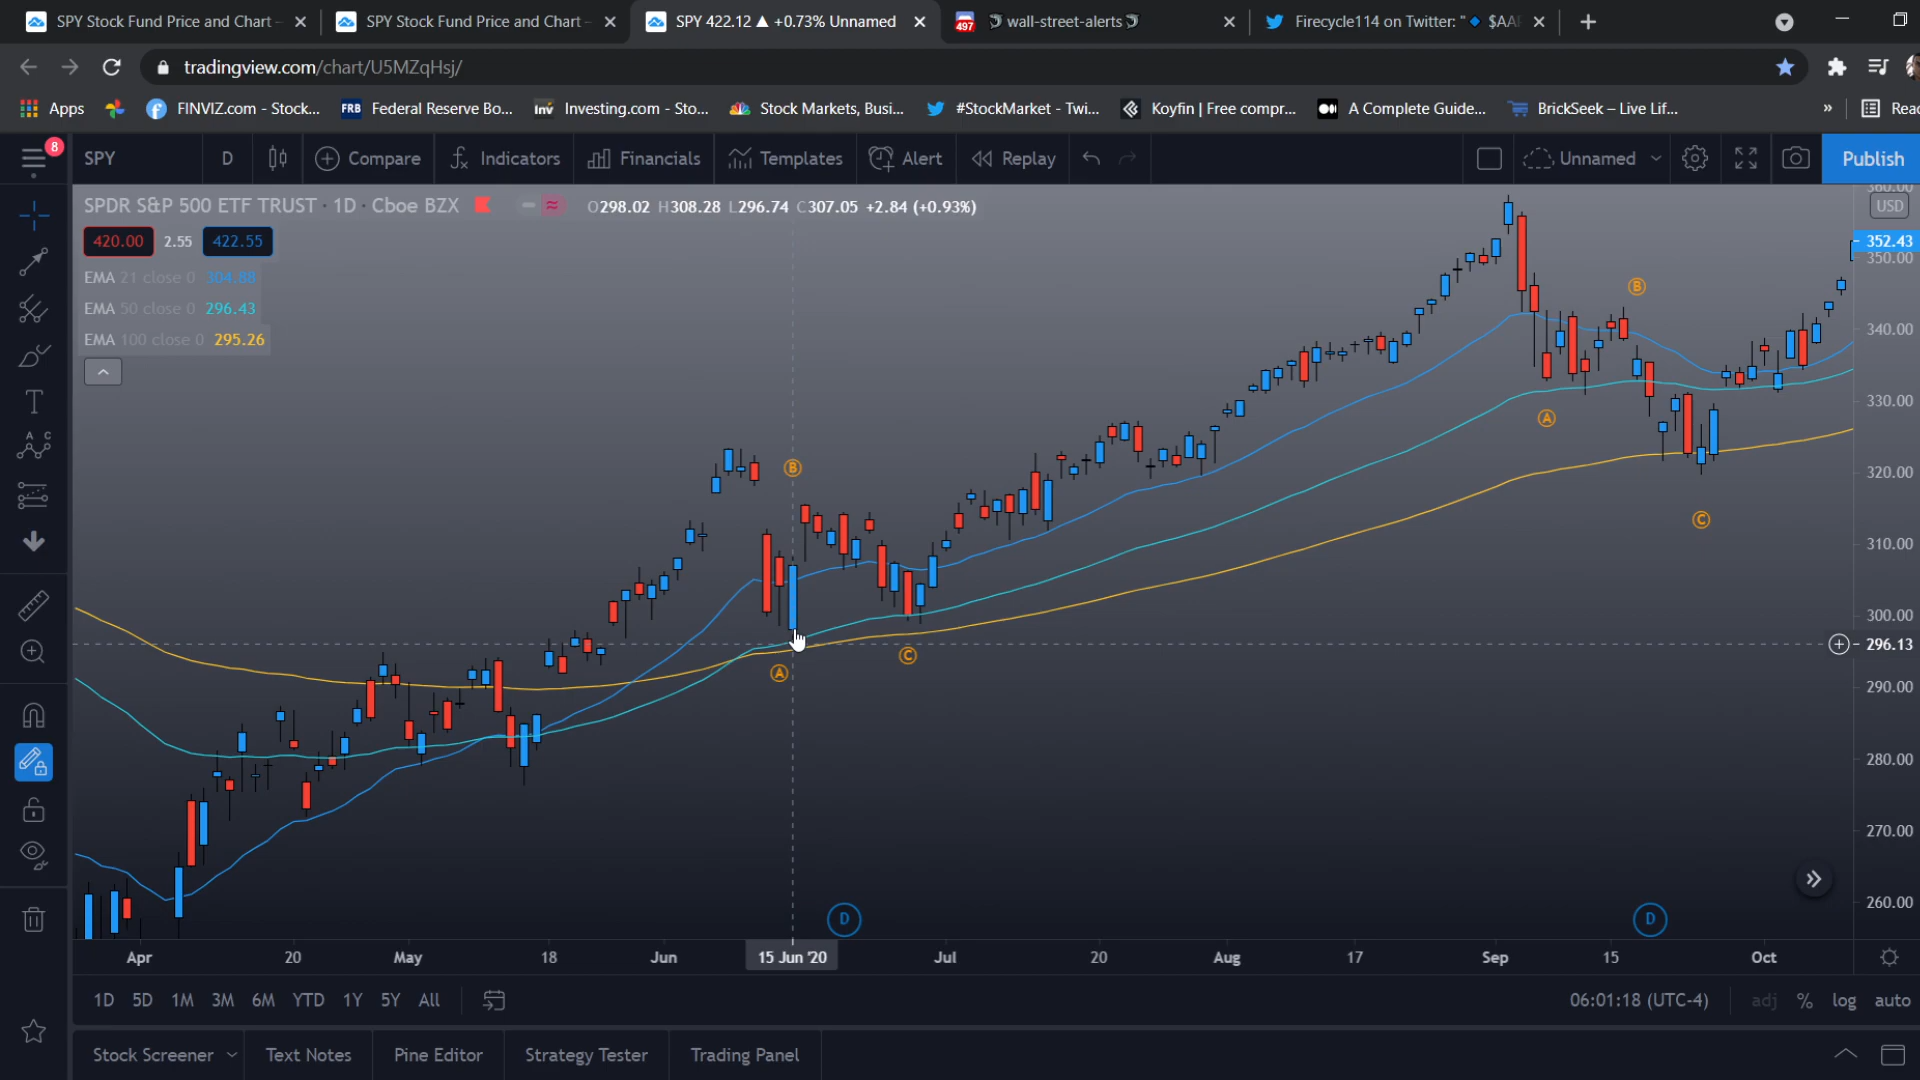 SPY Stock Fund Price and Chart
SPY Stock Fund Price and Chart
SPY 422.12 ▲ +0.73% Unnamed
497 wall-street-alerts
Firecycle114 on Twitter: "🔹 $AA
tradingview.com/chart/U5MZqHsj/
Apps
FINVIZ.com - Stock...
FRB Federal Reserve Bo...
Inv Investing.com - Sto...
Stock Markets, Busi...
#StockMarket - Twi...
Koyfin | Free compr...
A Complete Guide...
BrickSeek – Live Lif...
»
Reac
8
SPY
D
Compare
Indicators
Financials
Templates
Alert
Replay
Unnamed
Publish
SPDR S&P 500 ETF TRUST · 1D · Cboe BZX
O298.02 H308.28 L296.74 C307.05 +2.84 (+0.93%)
420.00 2.55 422.55
EMA 21 close 0 304.88
EMA 50 close 0 296.43
EMA 100 close 0 295.26
360.00
USD
352.43
350.00
340.00
330.00
320.00
310.00
300.00
296.13
290.00
280.00
270.00
260.00
A
B
C
A
B
C
D
D
Apr 20 May 18 Jun 15 Jun '20 Jul 20 Aug 17 Sep 15 Oct
1D 5D 1M 3M 6M YTD 1Y 5Y All
06:01:18 (UTC-4) adj % log auto
Stock Screener Text Notes Pine Editor Strategy Tester Trading Panel